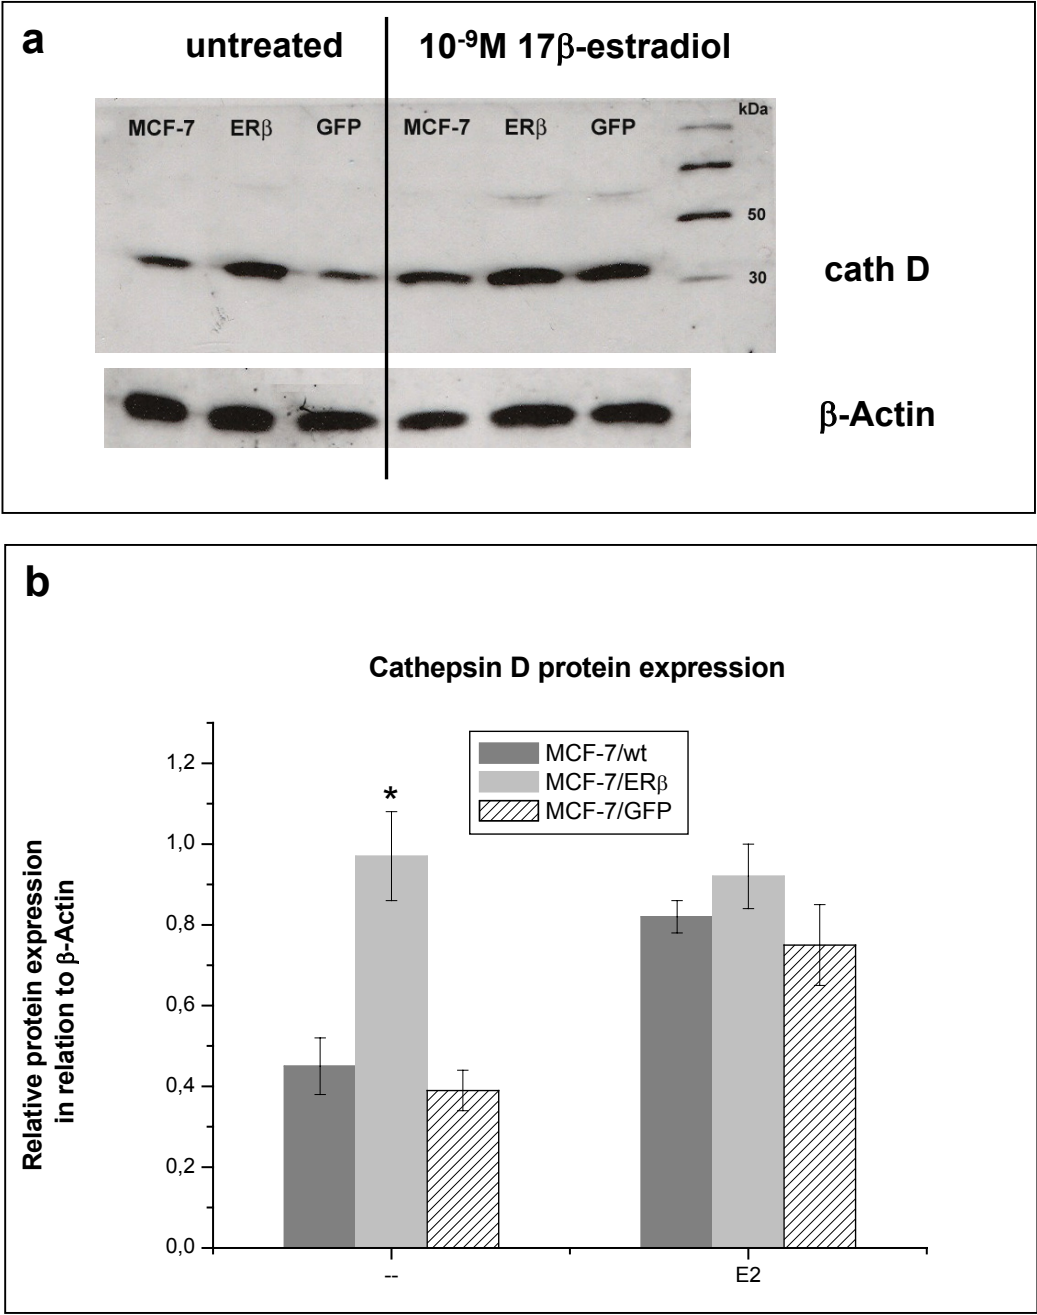 a
untreated
10-9M 17β-estradiol
kDa
MCF-7 ERβ GFP MCF-7 ERβ GFP
50
30
cath D
β-Actin
b
Cathepsin D protein expression
MCF-7/wt
MCF-7/ERβ
MCF-7/GFP
*
1,2
1,0
0,8
0,6
0,4
0,2
0,0
Relative protein expression
in relation to β-Actin
--
E2